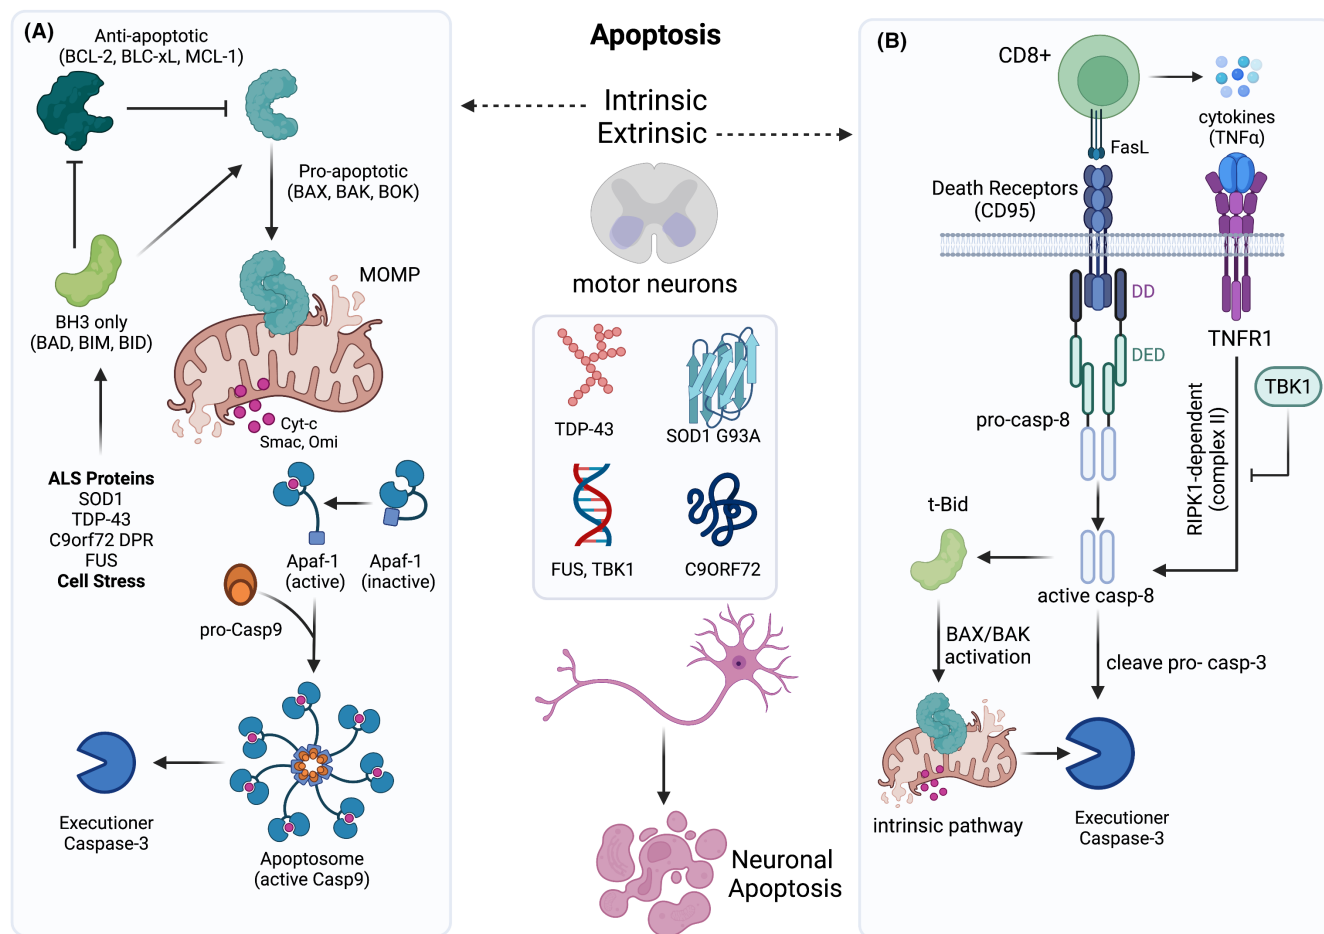 (A)
Anti-apoptotic
(BCL-2, BLC-xL, MCL-1)
Pro-apoptotic
(BAX, BAK, BOK)
MOMP
BH3 only
(BAD, BIM, BID)
Cyt-c
Smac, Omi
ALS Proteins
SOD1
TDP-43
C9orf72 DPR
FUS
Cell Stress
Apaf-1
(active)
Apaf-1
(inactive)
pro-Casp9
Executioner
Caspase-3
Apoptosome
(active Casp9)
Apoptosis
Intrinsic
Extrinsic
motor neurons
TDP-43
SOD1 G93A
FUS, TBK1
C9ORF72
Neuronal
Apoptosis
(B)
CD8+
cytokines
(TNFα)
FasL
Death Receptors
(CD95)
DD
TNFR1
DED
TBK1
pro-casp-8
RIPK1-dependent
(complex II)
t-Bid
active casp-8
BAX/BAK
activation
cleave pro- casp-3
intrinsic pathway
Executioner
Caspase-3